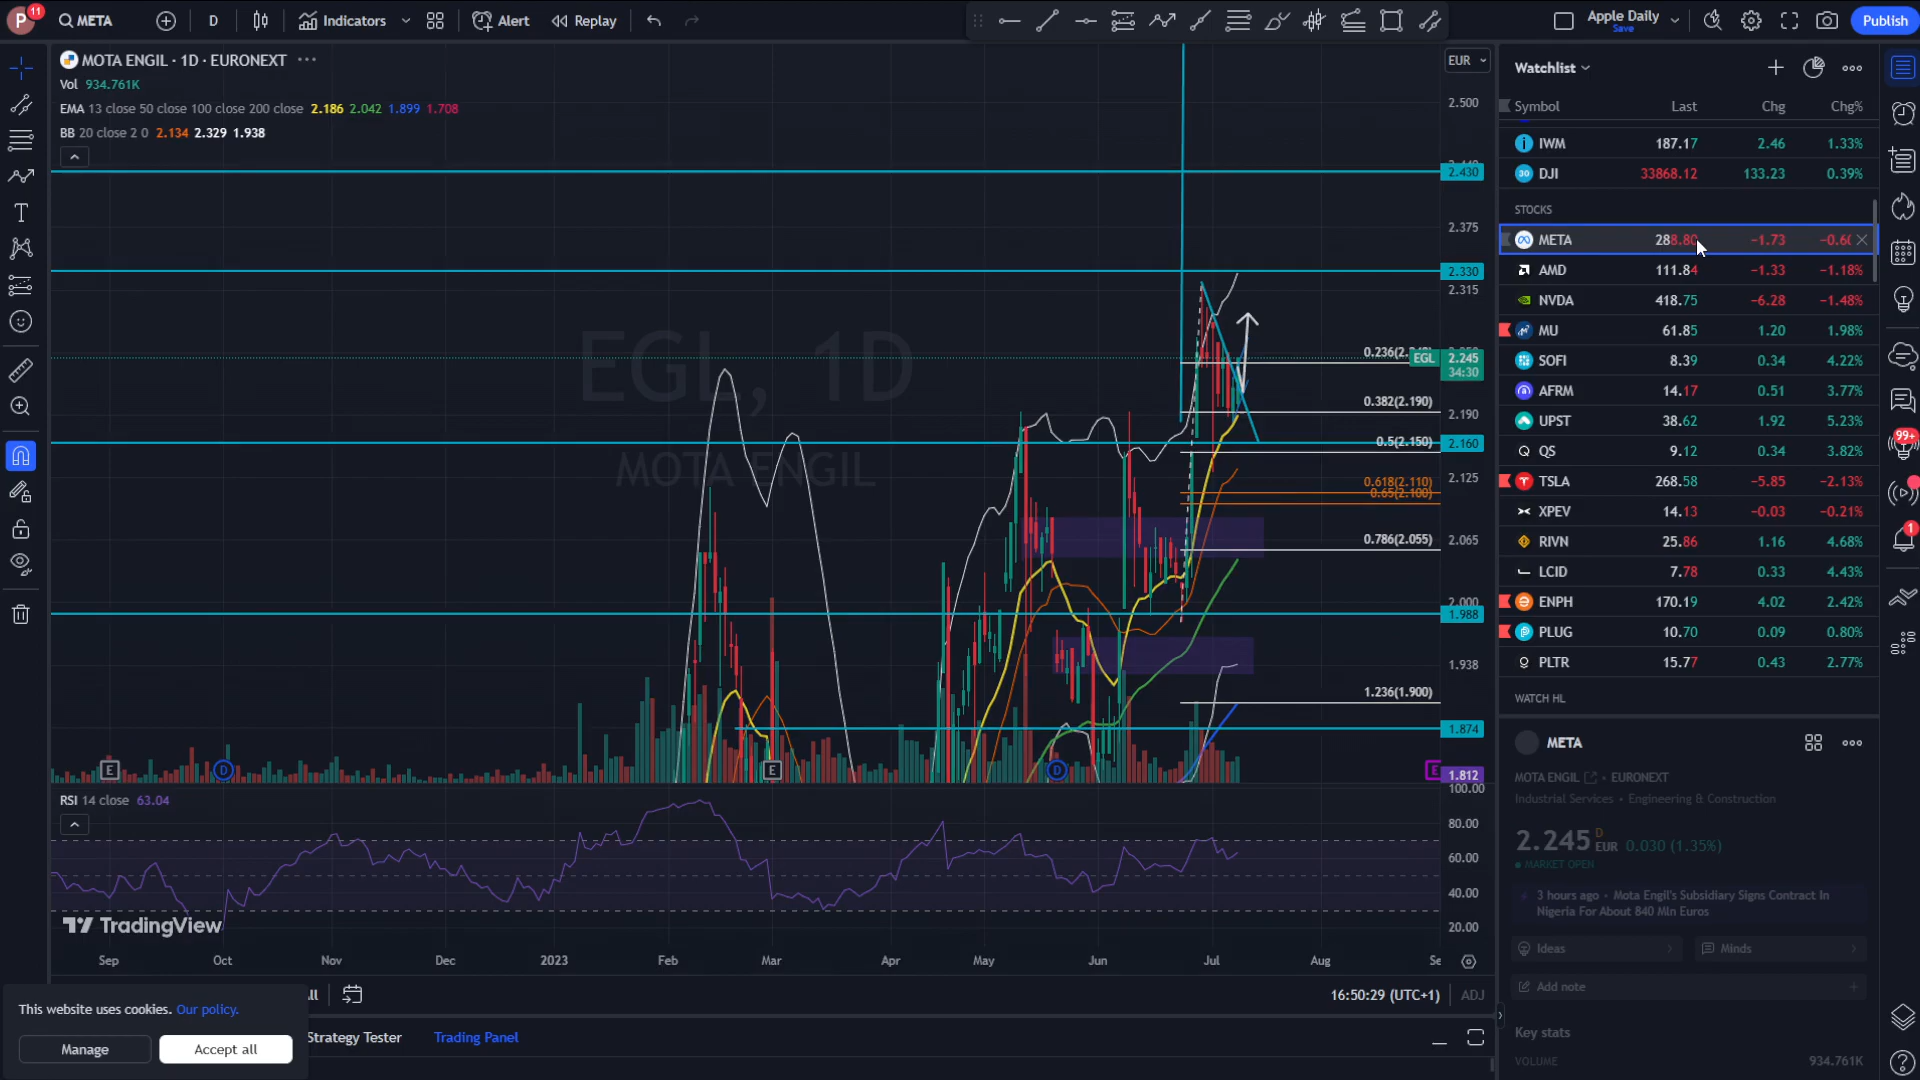 P 11 META D Indicators Alert Replay Apple Daily Save Publish
MOTA ENGIL · 1D · EURONEXT ···
Vol 934.761K
EMA 13 close 50 close 100 close 200 close 2.186 2.042 1.899 1.708
BB 20 close 2 0 2.134 2.329 1.938
EGL, 1D
MOTA ENGIL
EUR
2.500
2.430
2.375
2.330
2.315
EGL 2.245
34:30
2.190
2.160
2.125
2.065
2.000
1.988
1.938
1.874
1.812
0.382(2.190)
0.5(2.150)
0.618(2.110)
0.65(2.100)
0.786(2.055)
1.236(1.900)
E D E D E
RSI 14 close 63.04
100.00
80.00
60.00
40.00
20.00
TradingView
Sep Oct Nov Dec 2023 Feb Mar Apr May Jun Jul Aug Se
16:50:29 (UTC+1) ADJ
This website uses cookies. Our policy.
Manage Accept all
Strategy Tester Trading Panel
Watchlist
Symbol Last Chg Chg%
IWM 187.17 2.46 1.33%
DJI 33868.12 133.23 0.39%
STOCKS
META 288.80 −1.73 −0.60
AMD 111.84 −1.33 −1.18%
NVDA 418.75 −6.28 −1.48%
MU 61.85 1.20 1.98%
SOFI 8.39 0.34 4.22%
AFRM 14.17 0.51 3.77%
UPST 38.62 1.92 5.23%
QS 9.12 0.34 3.82%
TSLA 268.58 −5.85 −2.13%
XPEV 14.13 −0.03 −0.21%
RIVN 25.86 1.16 4.68%
LCID 7.78 0.33 4.43%
ENPH 170.19 4.02 2.42%
PLUG 10.70 0.09 0.80%
PLTR 15.77 0.43 2.77%
WATCH HL
META
MOTA ENGIL • EURONEXT
Industrial Services • Engineering & Construction
2.245 D EUR 0.030 (1.35%)
MARKET OPEN
3 hours ago • Mota Engil's Subsidiary Signs Contract In
Nigeria For About 840 Mln Euros
Ideas Minds
Add note
Key stats
VOLUME 934.761K
99+
1